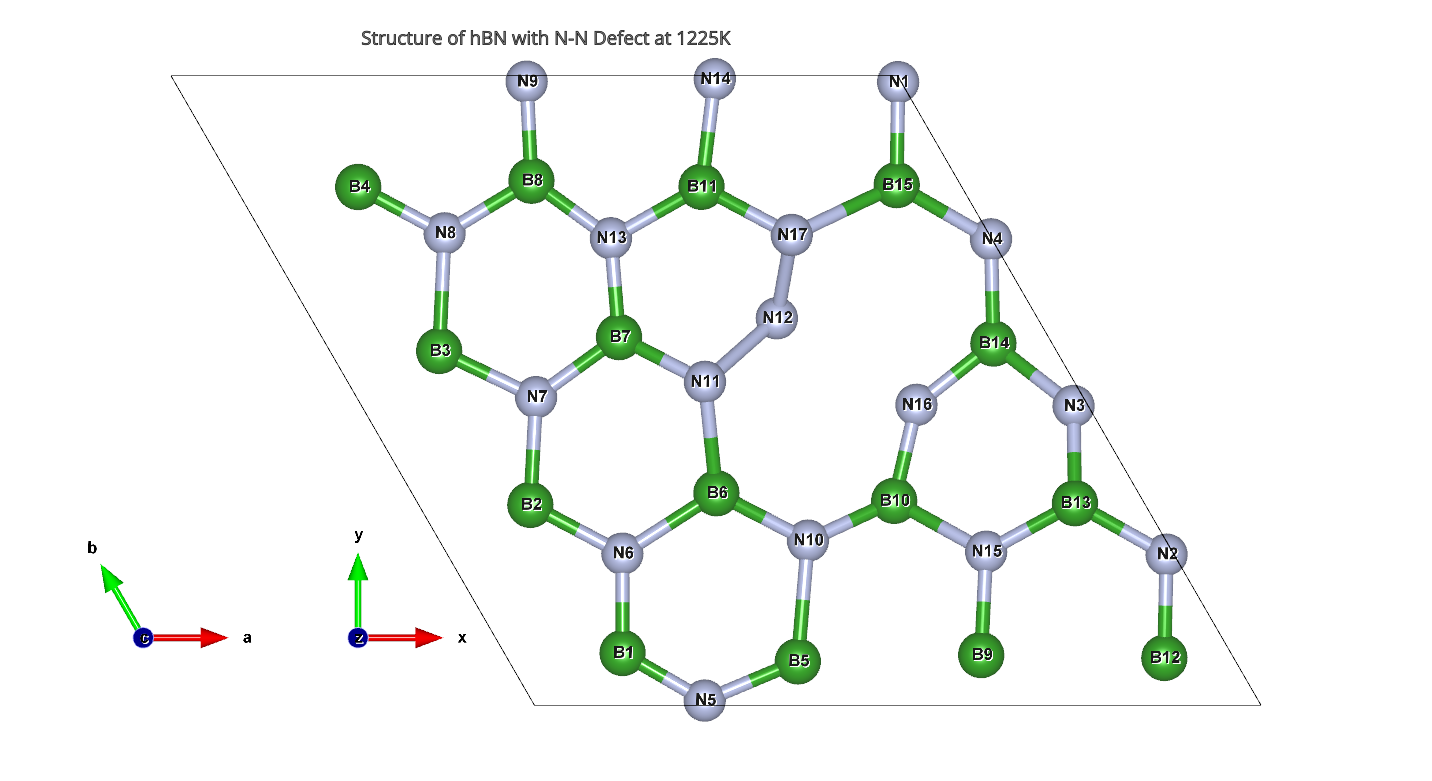 Structure of hBN with N-N Defect at 1225K
N9 N14 N1
B4 B8 B11 B15
N8 N13 N17 N4
N12
B3 B7 B14
N7 N11 N16 N3
B2 B6 B10 B13
N6 N10 N15 N2
B1 B5 B9 B12
N5
b y
c a z x